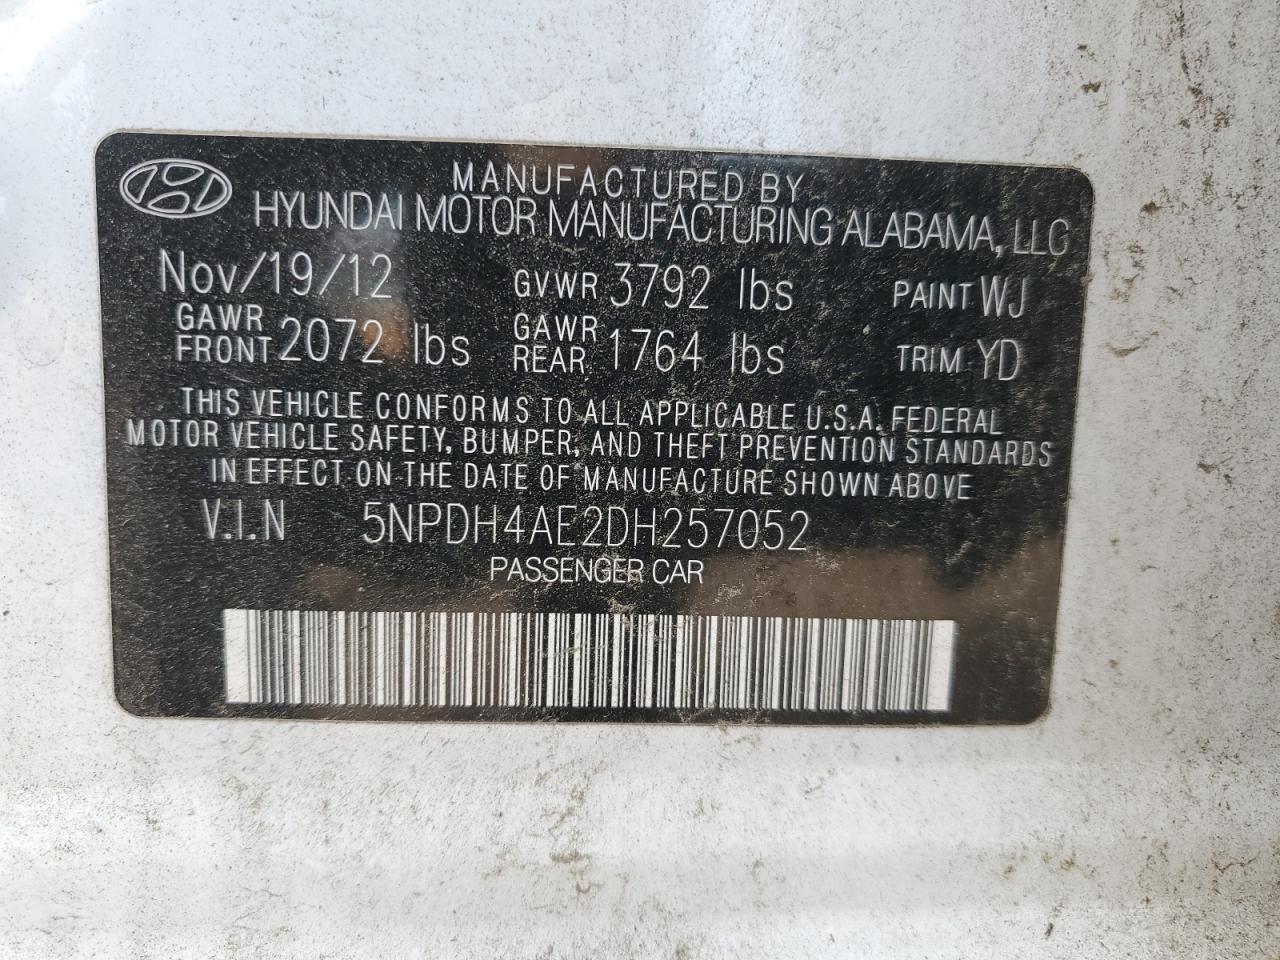 MANUFACTURED BY
HYUNDAI MOTOR MANUFACTURING ALABAMA, LLC
Nov/19/12 GVWR 3792 lbs PAINT WJ
GAWR FRONT 2072 lbs GAWR REAR 1764 lbs TRIM YD
THIS VEHICLE CONFORMS TO ALL APPLICABLE U.S.A. FEDERAL
MOTOR VEHICLE SAFETY, BUMPER, AND THEFT PREVENTION STANDARDS
IN EFFECT ON THE DATE OF MANUFACTURE SHOWN ABOVE
V.I.N 5NPDH4AE2DH257052
PASSENGER CAR